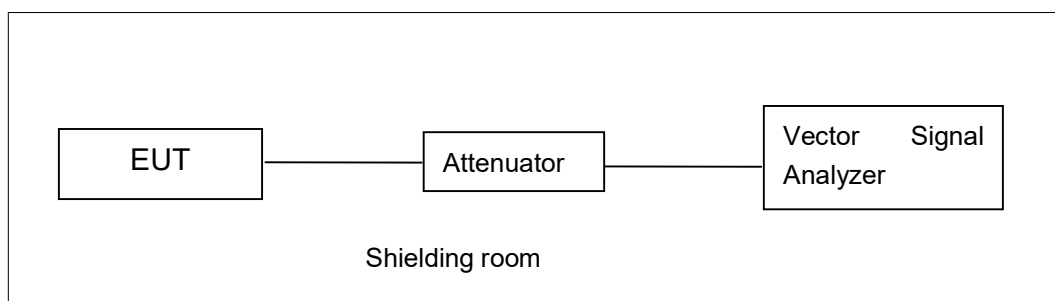 EUT
Attenuator
Vector Signal
Analyzer
Shielding room